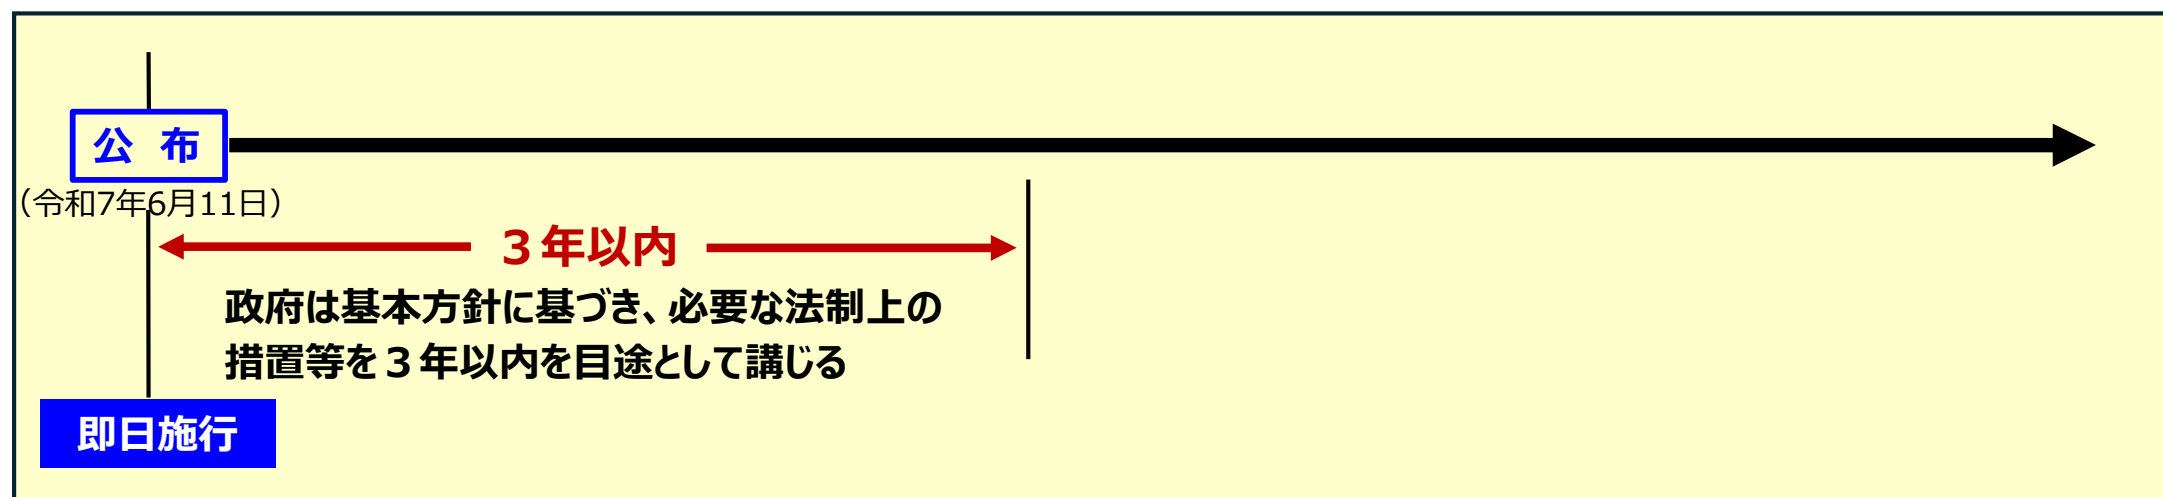 公 布
（令和7年6月11日）
３年以内
政府は基本方針に基づき、必要な法制上の
措置等を３年以内を目途として講じる
即日施行